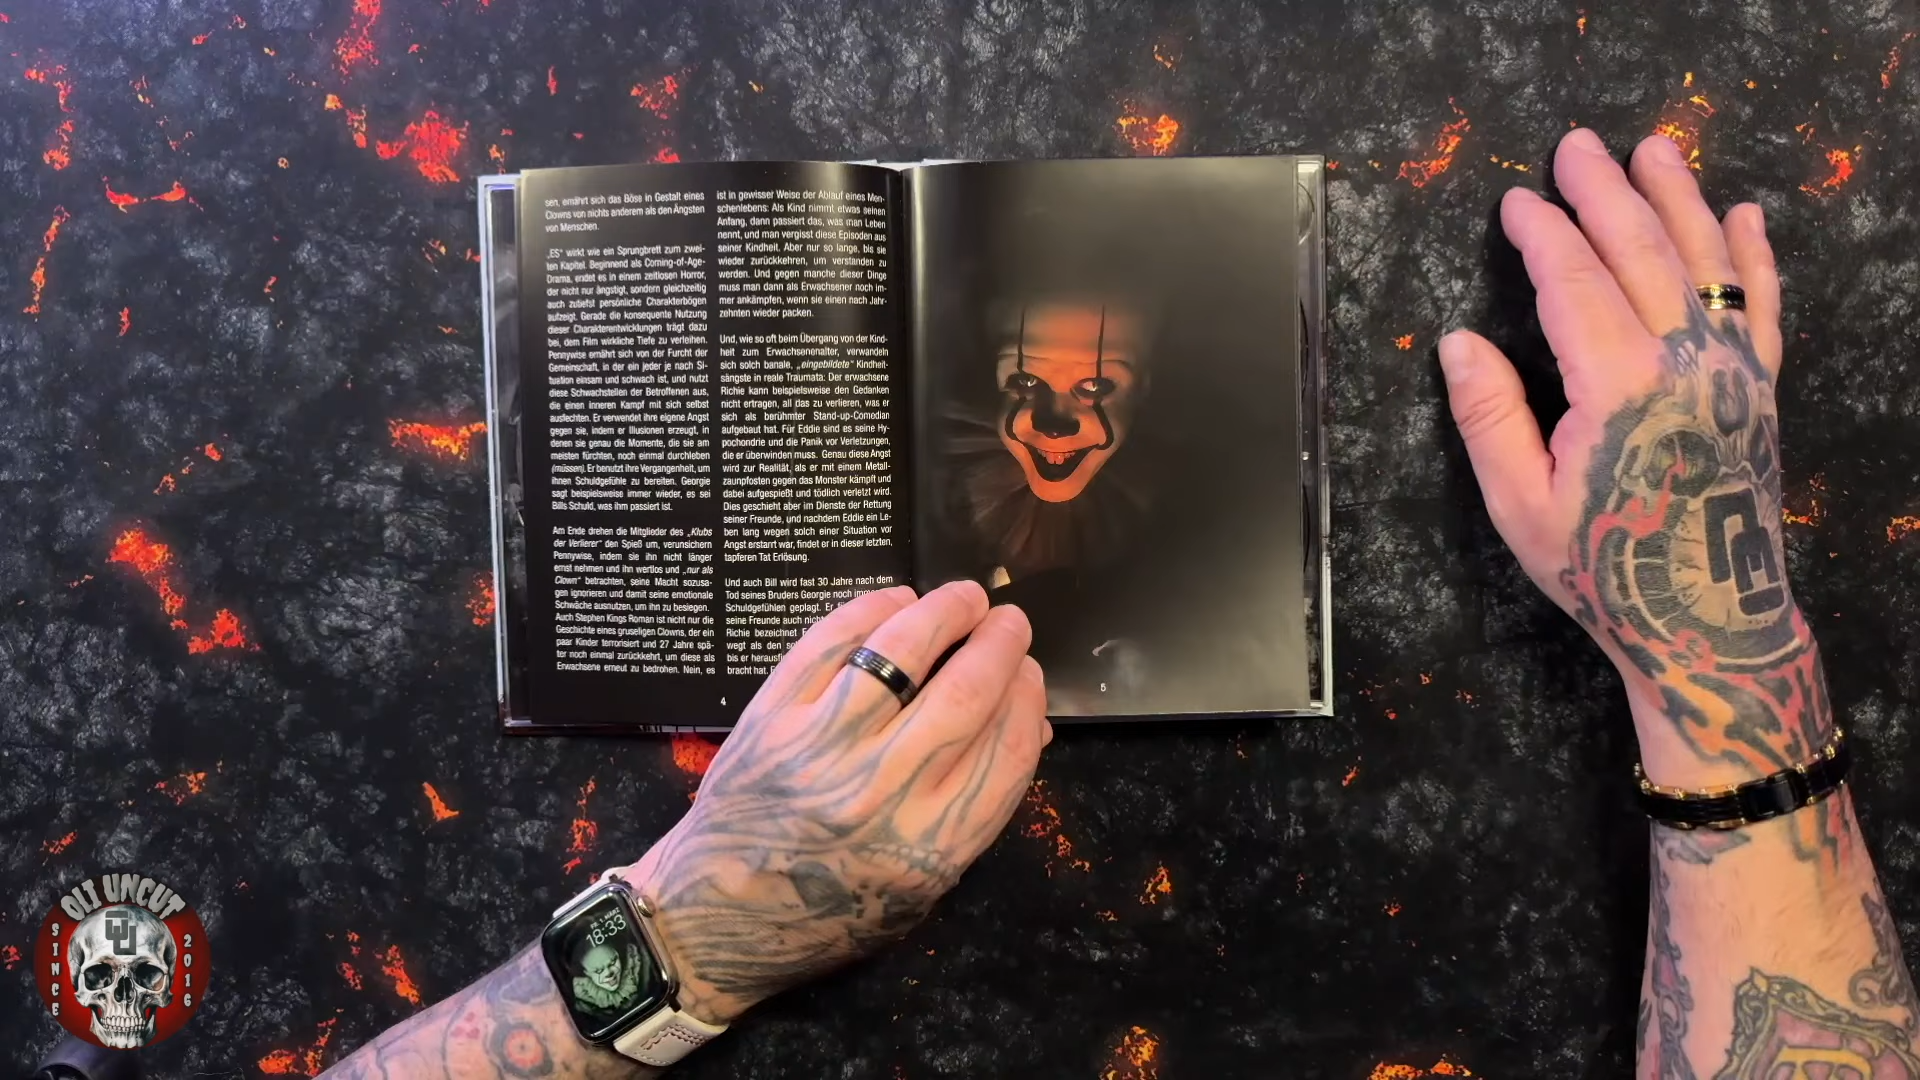 sen, ernährt sich das Böse in Gestalt eines
Clowns von nichts anderem als den Ängsten
von Menschen.
„ES“ wirkt wie ein Sprungbrett zum zwei-
ten Kapitel. Beginnend als Coming-of-Age-
Drama, endet es in einem zeitlosen Horror,
der nicht nur ängstigt, sondern gleichzeitig
auch zutiefst persönliche Charakterbögen
aufzeigt. Gerade die konsequente Nutzung
dieser Charakterentwicklungen trägt dazu
bei, dem Film wirkliche Tiefe zu verleihen.
Pennywise ernährt sich von der Furcht der
Gemeinschaft, in der ein jeder je nach Si-
tuation einsam und schwach ist, und nutzt
diese Schwachstellen der Betroffenen aus,
die einen inneren Kampf mit sich selbst
ausfechten. Er verwendet ihre eigene Angst
gegen sie, indem er Illusionen erzeugt, in
denen sie genau die Momente, die sie am
meisten fürchten, noch einmal durchleben
(müssen). Er benutzt ihre Vergangenheit, um
ihnen Schuldgefühle zu bereiten. Georgie
sagt beispielsweise immer wieder, es sei
Bills Schuld, was ihm passiert ist.
Am Ende drehen die Mitglieder des „Klubs
der Verlierer“ den Spieß um, verunsichern
Pennywise, indem sie ihn nicht länger
ernst nehmen und ihn wertlos und „nur als
Clown“ betrachten, seine Macht sozusa-
gen ignorieren und damit seine emotionale
Schwäche ausnutzen, um ihn zu besiegen.
Auch Stephen Kings Roman ist nicht nur die
Geschichte eines gruseligen Clowns, der ein
paar Kinder terrorisiert und 27 Jahre spä-
ter noch einmal zurückkehrt, um diese als
Erwachsene erneut zu bedrohen. Nein, es
ist in gewisser Weise der Ablauf eines Men-
schenlebens: Als Kind nimmt etwas seinen
Anfang, dann passiert das, was man Leben
nennt, und man vergisst diese Episoden aus
seiner Kindheit. Aber nur so lange, bis sie
wieder zurückkehren, um verstanden zu
werden. Und gegen manche dieser Dinge
muss man dann als Erwachsener noch im-
mer ankämpfen, wenn sie einen nach Jahr-
zehnten wieder packen.
Und, wie so oft beim Übergang von der Kind-
heit zum Erwachsenenalter, verwandeln
sich solch banale, „eingebildete“ Kindheit-
sängste in reale Traumata: Der erwachsene
Richie kann beispielsweise den Gedanken
nicht ertragen, all das zu verlieren, was er
sich als berühmter Stand-up-Comedian
aufgebaut hat. Für Eddie sind es seine Hy-
pochondrie und die Panik vor Verletzungen,
die er überwinden muss. Genau diese Angst
wird zur Realität, als er mit einem Metall-
zaunpfosten gegen das Monster kämpft und
dabei aufgespießt und tödlich verletzt wird.
Dies geschieht aber im Dienste der Rettung
seiner Freunde, und nachdem Eddie ein Le-
ben lang wegen solch einer Situation vor
Angst erstarrt war, findet er in dieser letzten,
tapferen Tat Erlösung.
Und auch Bill wird fast 30 Jahre nach dem
Tod seines Bruders Georgie noch
Schuldgefühlen geplagt. Er
seine Freunde auch
Richie bezeichnet
wegt als den
bis er
bracht hat.
4
5
FR. 1. MÄRZ
18:33
OLI UNCUT
OU
SINCE
2016